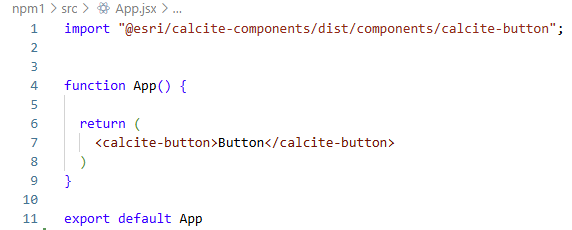 npm1 > src > App.jsx > ...
1 import "@esri/calcite-components/dist/components/calcite-button";
2
3
4 function App() {
5
6 return (
7 <calcite-button>Button</calcite-button>
8 )
9 }
10
11 export default App